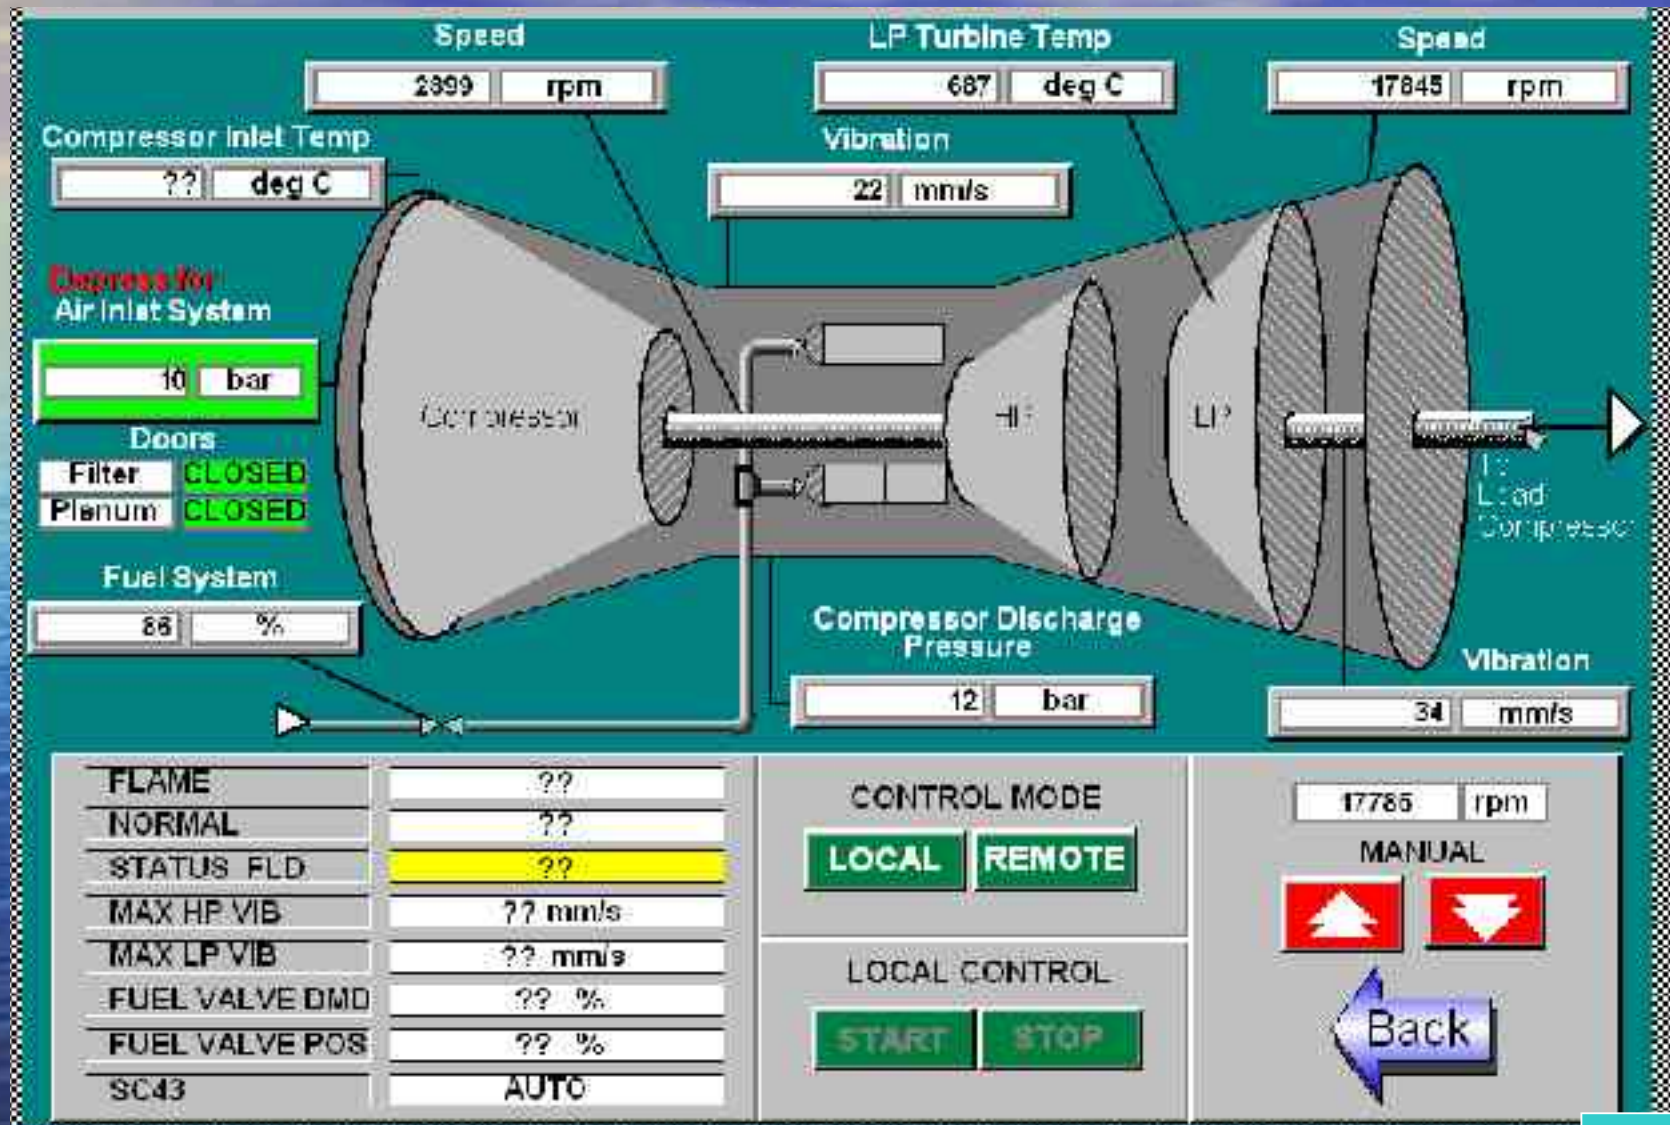 Speed
2899 rpm
LP Turbine Temp
687 deg C
Speed
17845 rpm
Compressor Inlet Temp
?? deg C
Vibration
22 mm/s
Air Inlet System
10 bar
Doors
Filter CLOSED
Plenum CLOSED
Compressor
HP
LP
To
Load
Compressor
Fuel System
86 %
Compressor Discharge
Pressure
12 bar
Vibration
34 mm/s
FLAME ??
NORMAL ??
STATUS FLD ??
MAX HP VIB ?? mm/s
MAX LP VIB ?? mm/s
FUEL VALVE DMD ?? %
FUEL VALVE POS ?? %
SC43 AUTO
CONTROL MODE
LOCAL REMOTE
LOCAL CONTROL
START STOP
17785 rpm
MANUAL
Back